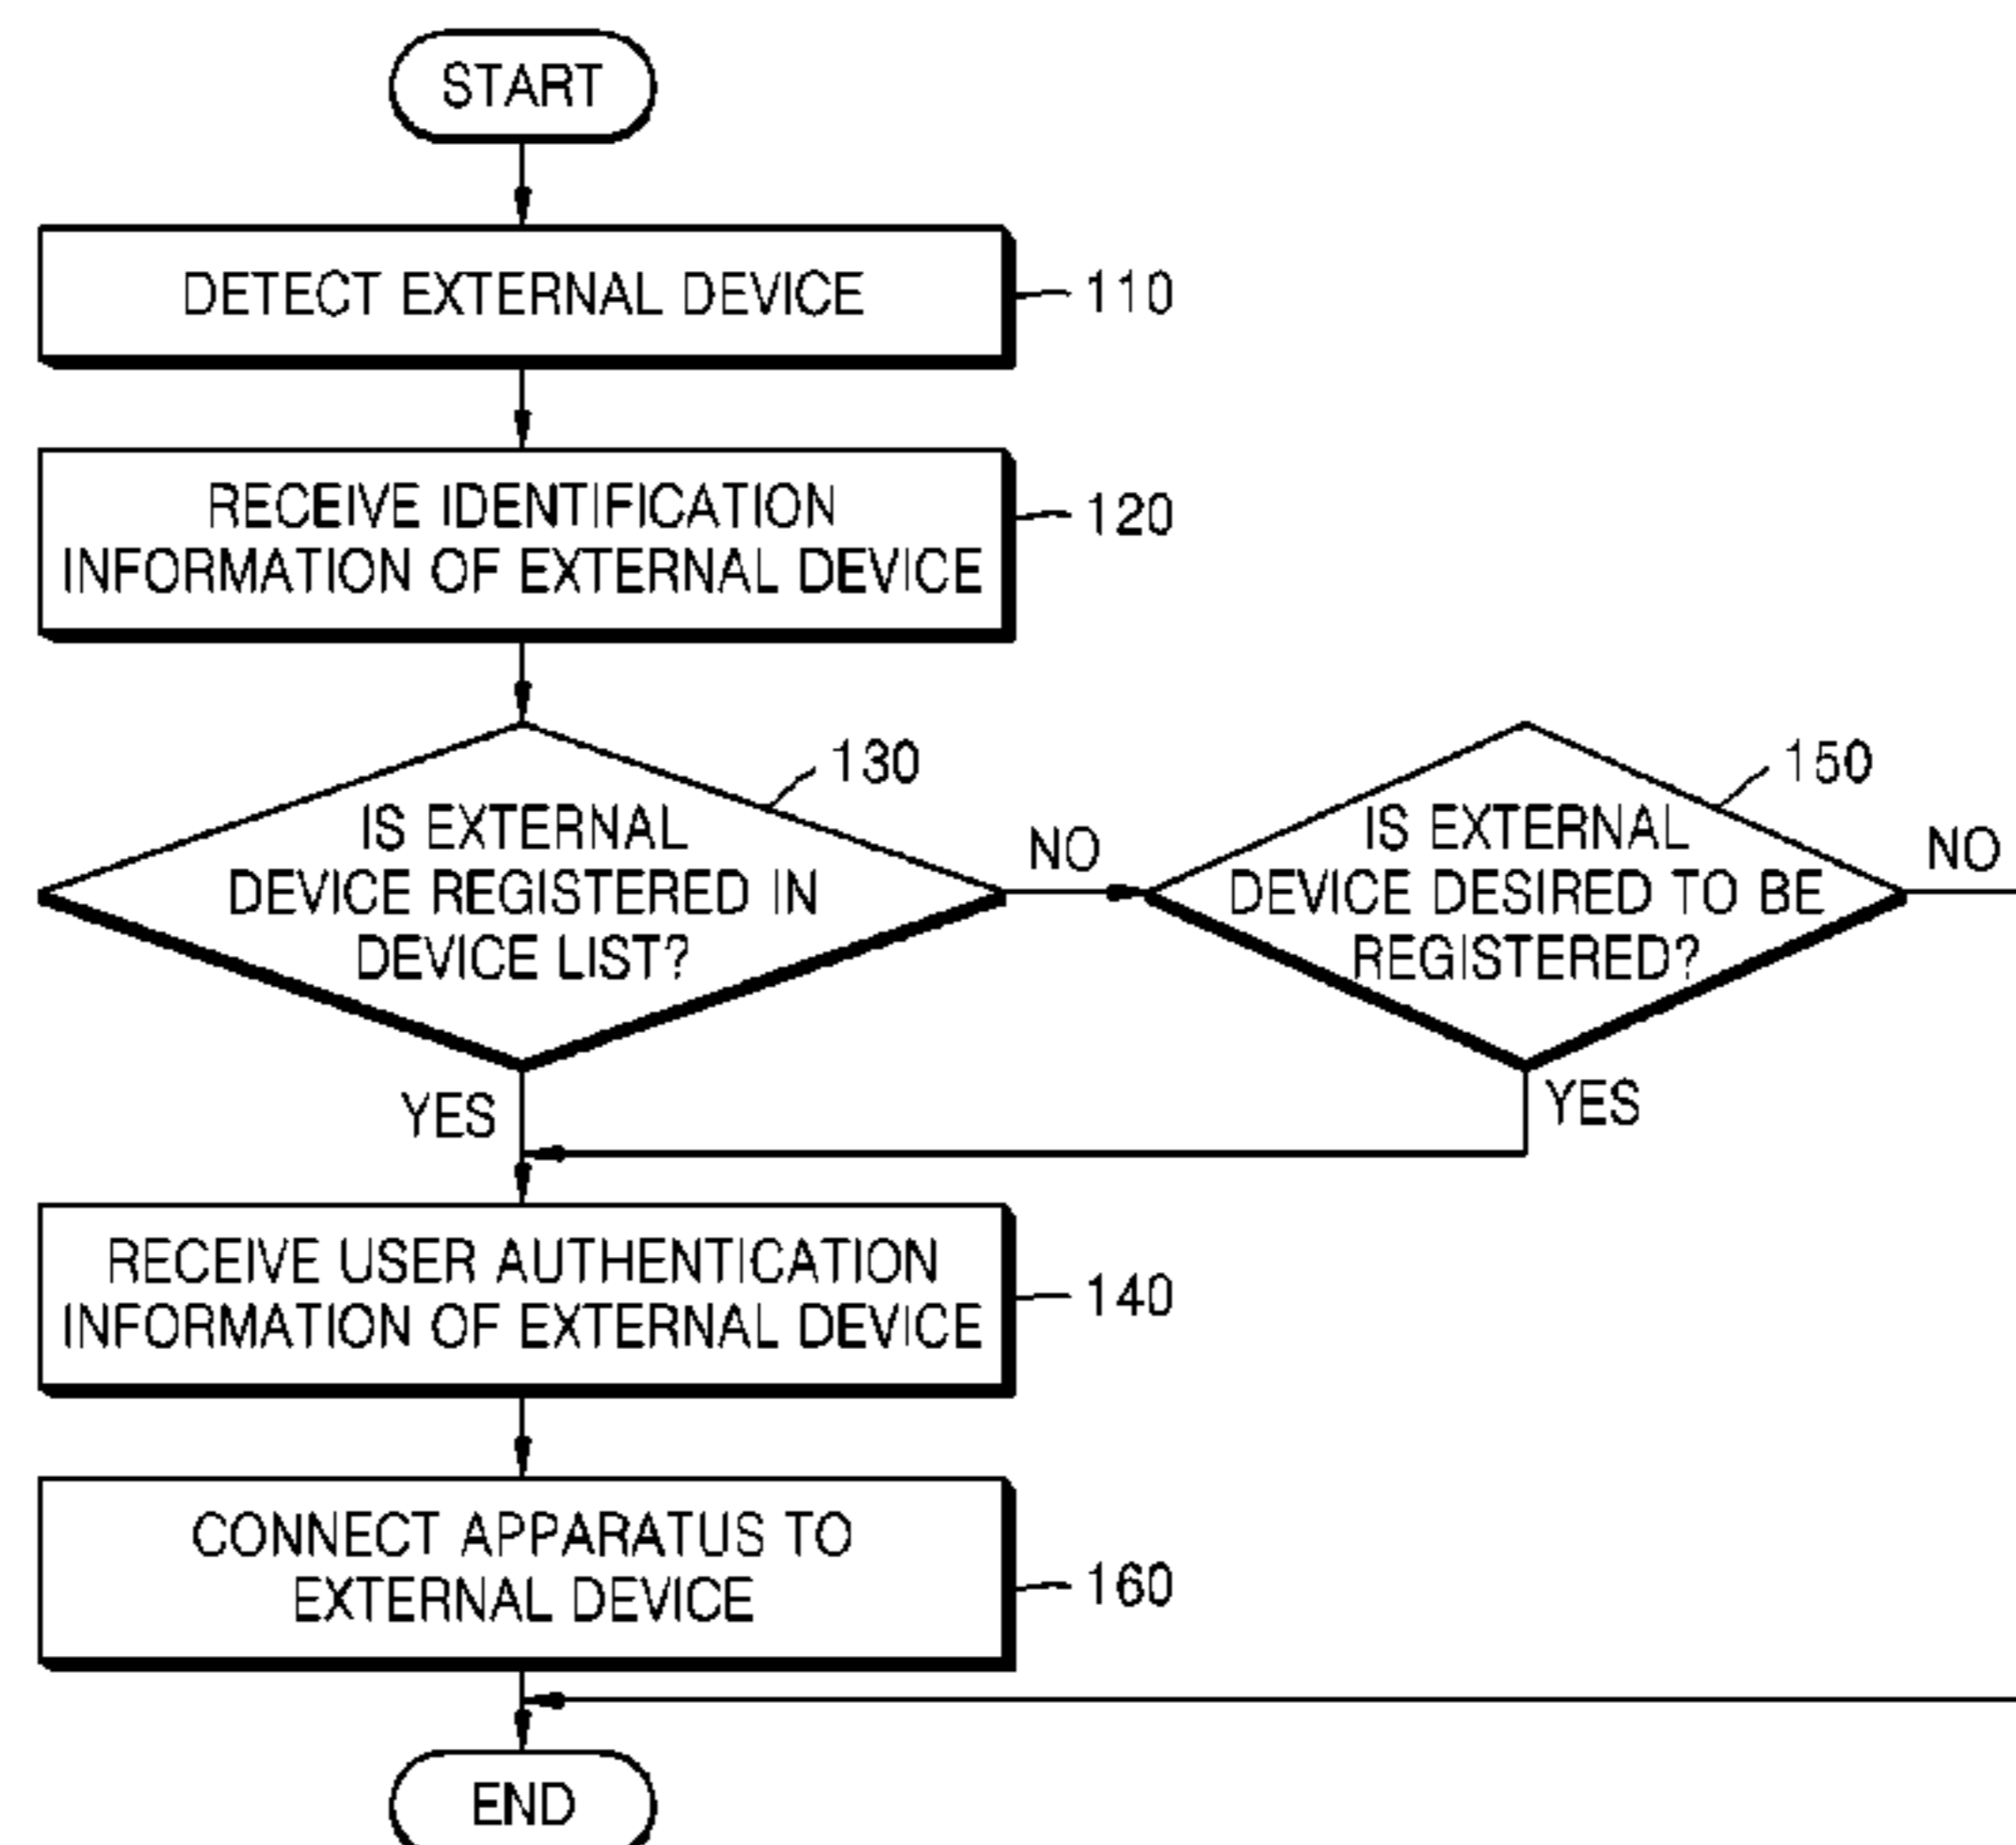 START
DETECT EXTERNAL DEVICE
110
RECEIVE IDENTIFICATION
INFORMATION OF EXTERNAL DEVICE
120
130
IS EXTERNAL
DEVICE REGISTERED IN
DEVICE LIST?
NO
YES
150
IS EXTERNAL
DEVICE DESIRED TO BE
REGISTERED?
NO
YES
RECEIVE USER AUTHENTICATION
INFORMATION OF EXTERNAL DEVICE
140
CONNECT APPARATUS TO
EXTERNAL DEVICE
160
END